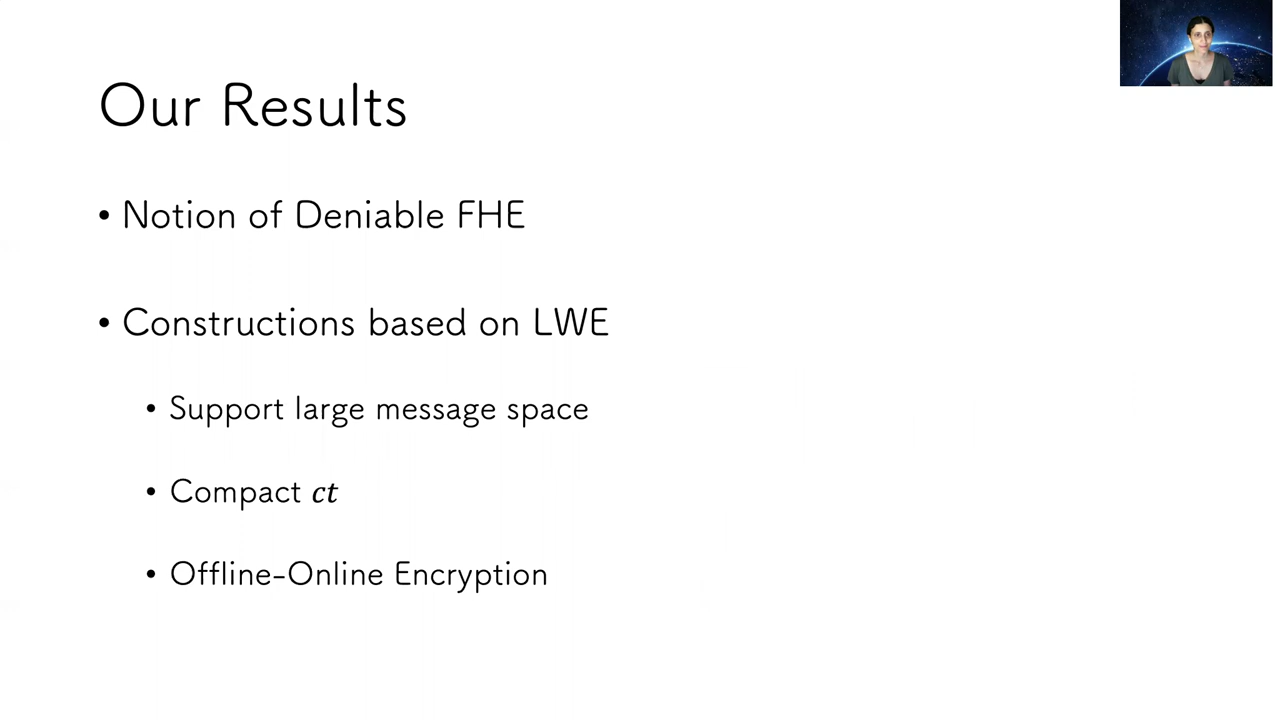 Our Results
• Notion of Deniable FHE
• Constructions based on LWE
• Support large message space
• Compact ct
• Offline-Online Encryption